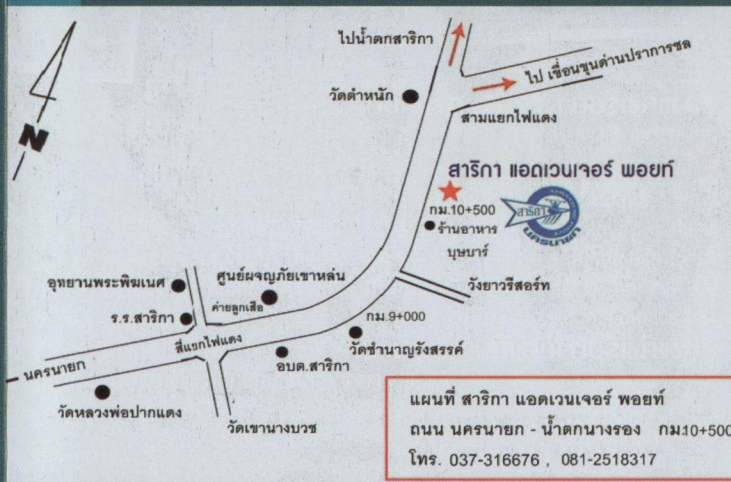 ไปน้ำตกสาริกา
ไป เขื่อนขุนด่านปราการชล
วัดตำหนัก
สามแยกไฟแดง
สาริกา แอดเวนเจอร์ พอยท์
กม.10+500
สาริกา
นครนายก
ร้านอาหาร
บุษบาร์
วังยาวรีสอร์ท
อุทยานพระพิฆเนศ
ศูนย์ผจญภัยเขาหล่น
ค่ายลูกเสือ
ร.ร.สาริกา
กม.9+000
สี่แยกไฟแดง
วัดชำนาญรังสรรค์
อบต.สาริกา
นครนายก
วัดหลวงพ่อปากแดง
วัดเขานางบวช
N
แผนที่ สาริกา แอดเวนเจอร์ พอยท์
ถนน นครนายก - น้ำตกนางรอง กม.10+500
โทร. 037-316676 , 081-2518317